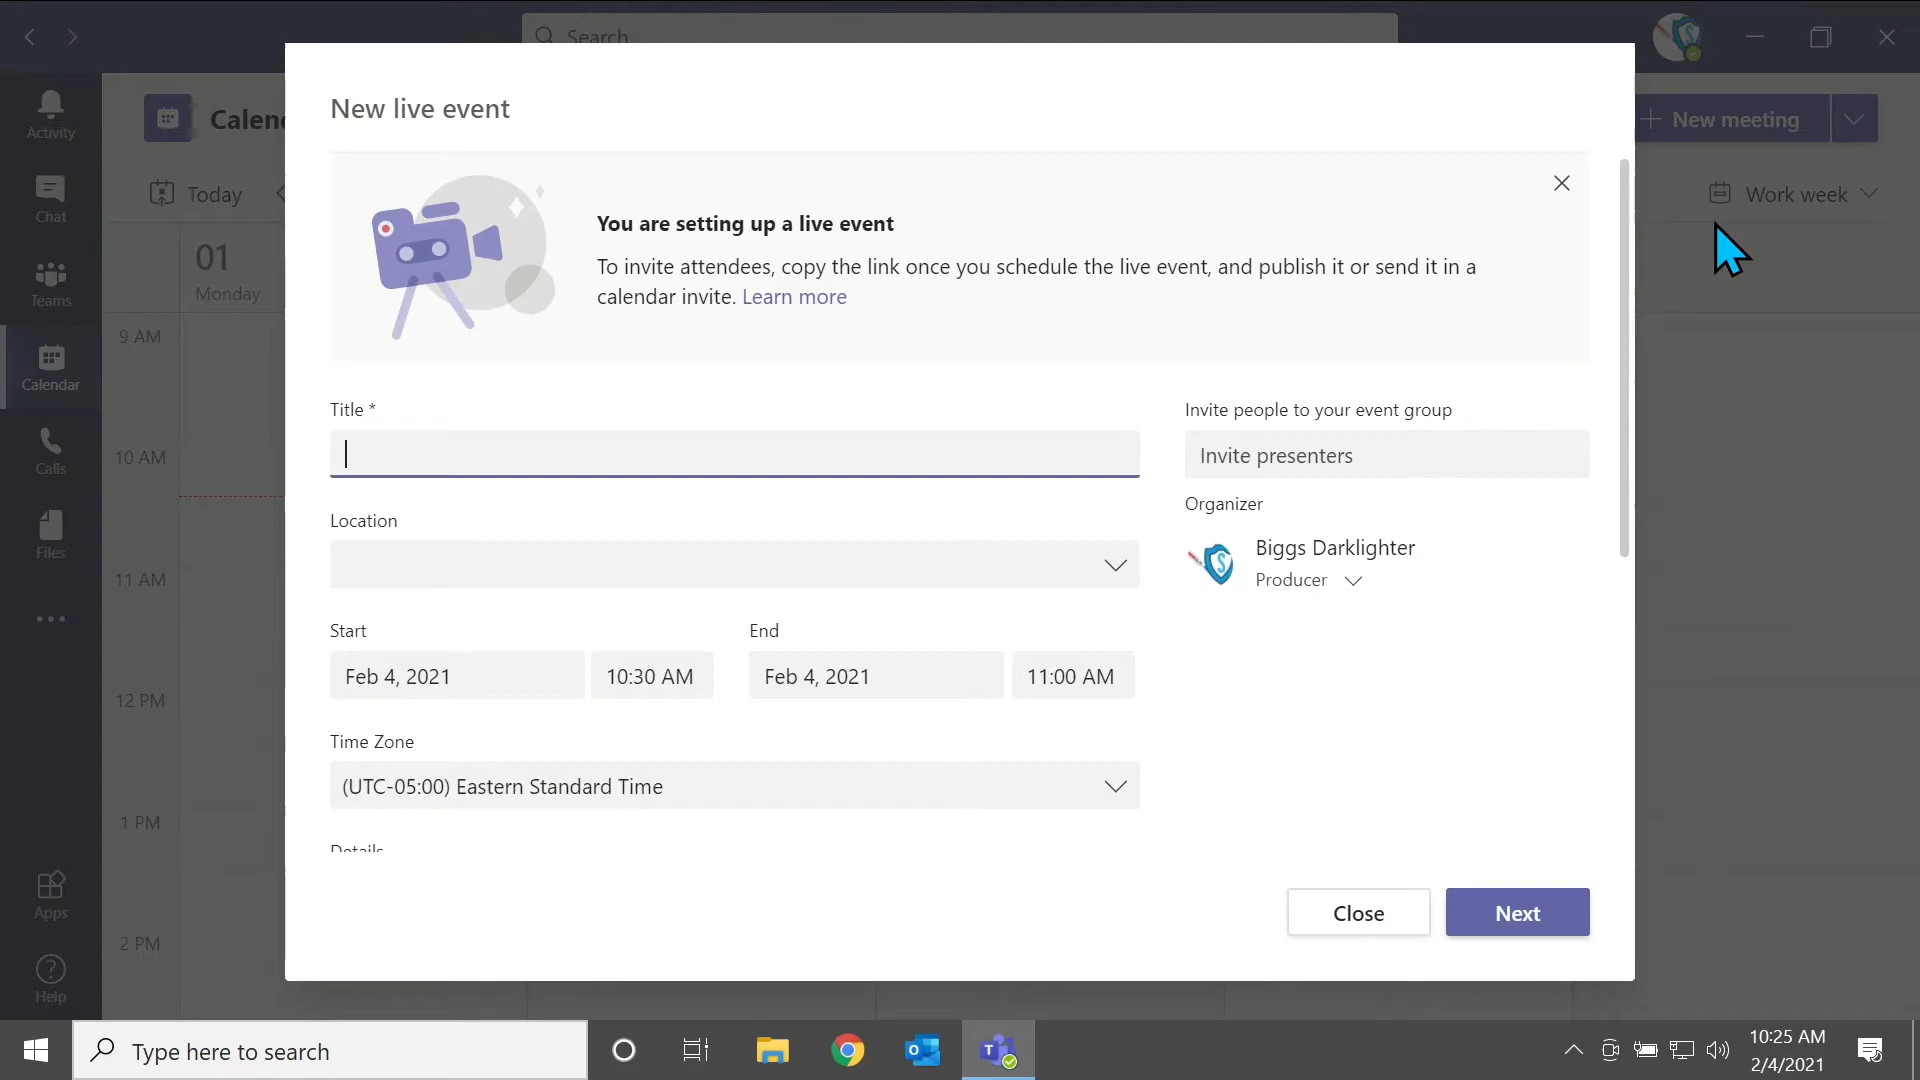 Search
Activity
Chat
Teams
Calendar
Calls
Files
Apps
Help
Calen
New meeting
Today
Work week
01
Monday
9 AM
10 AM
11 AM
12 PM
1 PM
2 PM
New live event
You are setting up a live event
To invite attendees, copy the link once you schedule the live event, and publish it or send it in a
calendar invite. Learn more
Title *
Location
Start
End
Feb 4, 2021
10:30 AM
Feb 4, 2021
11:00 AM
Time Zone
(UTC-05:00) Eastern Standard Time
Details
Invite people to your event group
Invite presenters
Organizer
Biggs Darklighter
Producer
Close
Next
Type here to search
10:25 AM
2/4/2021